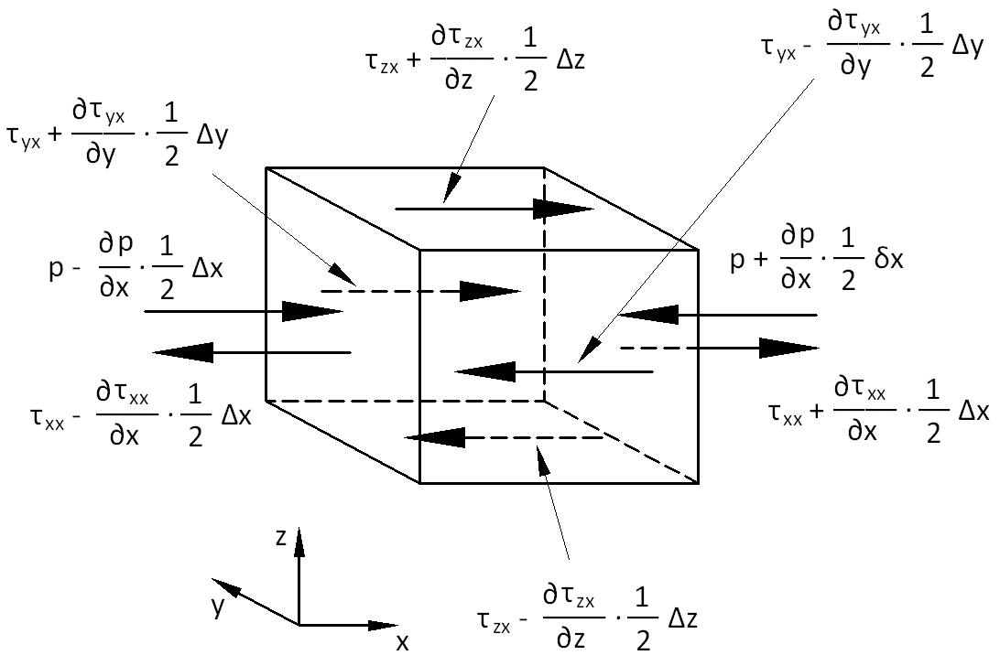 τzx + ∂τzx/∂z · 1/2 Δz
τyx - ∂τyx/∂y · 1/2 Δy
τyx + ∂τyx/∂y · 1/2 Δy
p - ∂p/∂x · 1/2 Δx
p + ∂p/∂x · 1/2 δx
τxx - ∂τxx/∂x · 1/2 Δx
τxx + ∂τxx/∂x · 1/2 Δx
z
y
x
τzx - ∂τzx/∂z · 1/2 Δz